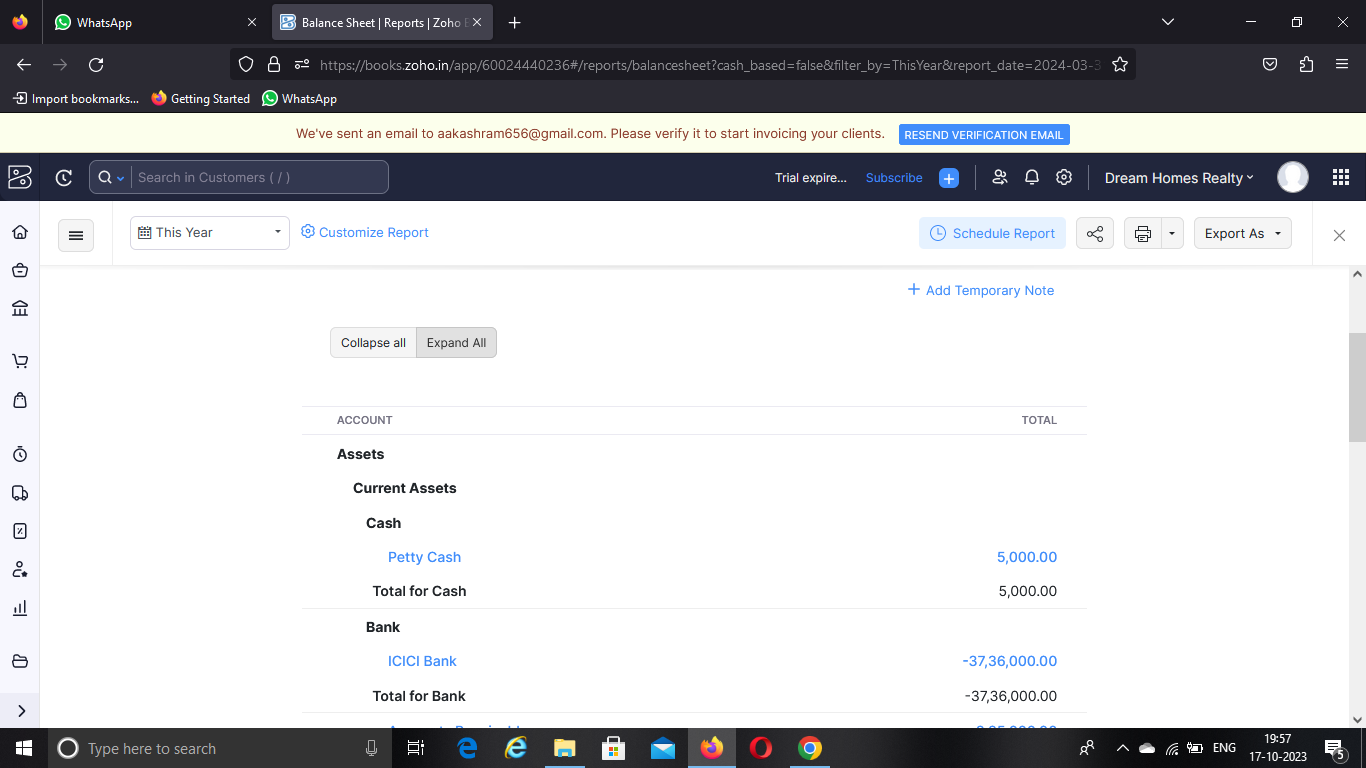 WhatsApp
Balance Sheet | Reports | Zoho
https://books.zoho.in/app/60024440236#/reports/balancesheet?cash_based=false&filter_by=ThisYear&report_date=2024-03-3
Import bookmarks... Getting Started WhatsApp
We've sent an email to aakashram656@gmail.com. Please verify it to start invoicing your clients. RESEND VERIFICATION EMAIL
Search in Customers ( / ) Trial expire... Subscribe Dream Homes Realty
This Year Customize Report Schedule Report Export As
Add Temporary Note
Collapse all Expand All
ACCOUNT TOTAL
Assets
Current Assets
Cash
Petty Cash 5,000.00
Total for Cash 5,000.00
Bank
ICICI Bank -37,36,000.00
Total for Bank -37,36,000.00
Type here to search ENG 19:57
17-10-2023 5